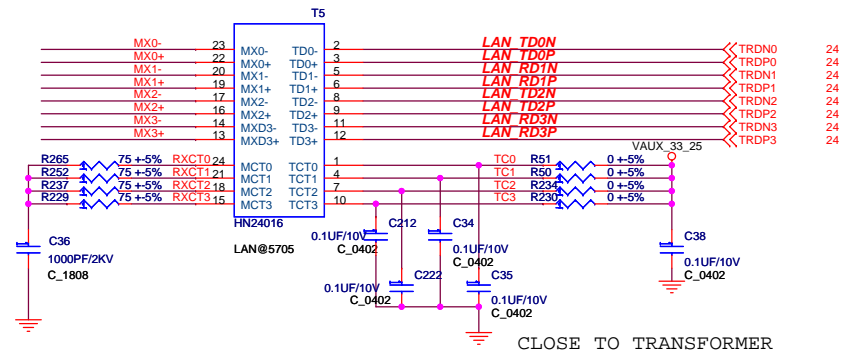 T5
MX0- 23 MX0- TD0- 2 LAN_TD0N TRDN0 24
MX0+ 22 MX0+ TD0+ 3 LAN_TD0P TRDP0 24
MX1- 20 MX1- TD1- 5 LAN_RD1N TRDN1 24
MX1+ 19 MX1+ TD1+ 6 LAN_RD1P TRDP1 24
MX2- 17 MX2- TD2- 8 LAN_TD2N TRDN2 24
MX2+ 16 MX2+ TD2+ 9 LAN_TD2P TRDP2 24
MX3- 14 MXD3- TD3- 11 LAN_RD3N TRDN3 24
MX3+ 13 MXD3+ TD3+ 12 LAN_RD3P TRDP3 24
VAUX_33_25
R265 75 +-5% RXCT0 24 MCT0 TCT0 1 TC0 R51 0 +-5%
R252 75 +-5% RXCT1 21 MCT1 TCT1 4 TC1 R50 0 +-5%
R237 75 +-5% RXCT2 18 MCT2 TCT2 7 TC2 R234 0 +-5%
R229 75 +-5% RXCT3 15 MCT3 TCT3 10 TC3 R230 0 +-5%
HN24016
LAN@5705
C36
1000PF/2KV
C_1808
C212
0.1UF/10V
C_0402
C34
0.1UF/10V
C_0402
C38
0.1UF/10V
C_0402
C222
0.1UF/10V
C_0402
C35
0.1UF/10V
C_0402
CLOSE TO TRANSFORMER